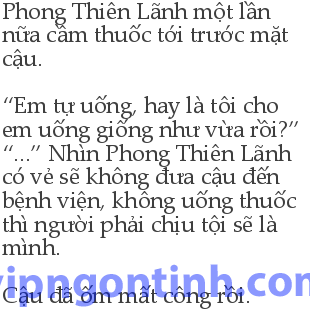 Phong Thiên Lãnh một lần
nữa cầm thuốc tới trước mặt
cậu.
“Em tự uống, hay là tôi cho
em uống giống như vừa rồi?”
“...” Nhìn Phong Thiên Lãnh
có vẻ sẽ không đưa cậu đến
bệnh viện, không uống thuốc
thì người phải chịu tội sẽ là
mình.
vipngontinh.com
Cậu đã ốm mất công rồi.